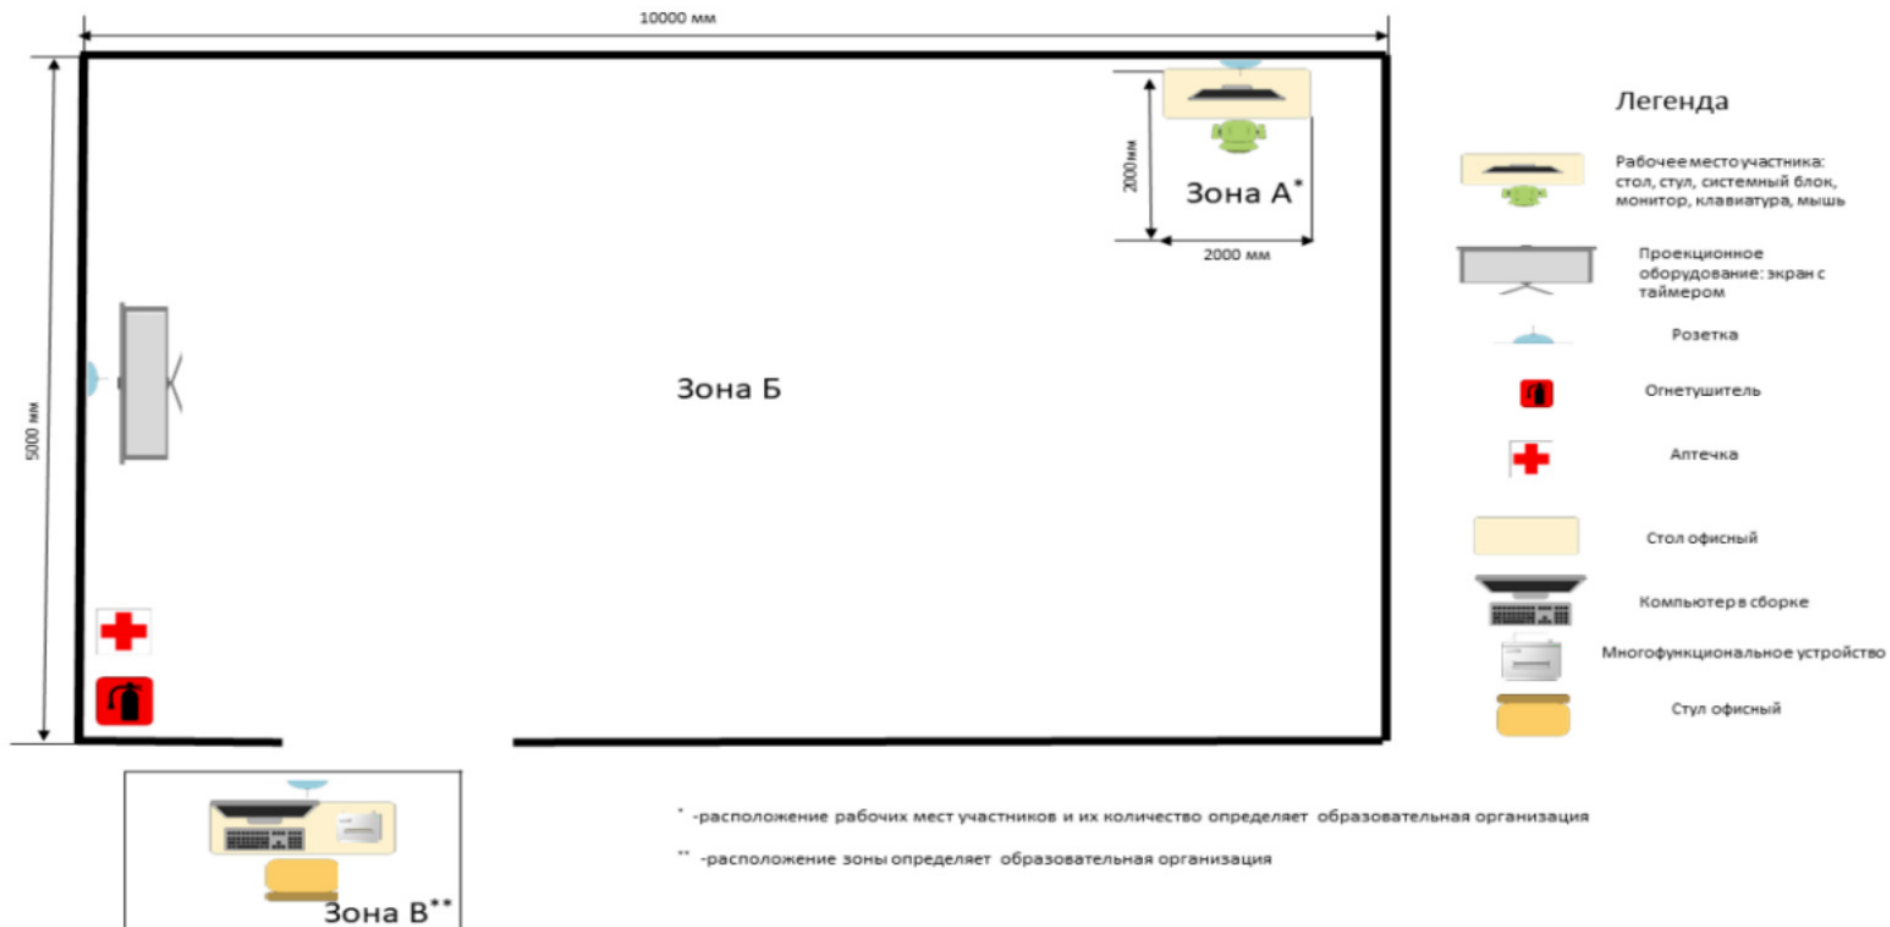 10000 мм
5000 мм
2000мм
Зона А*
2000 мм
Зона Б
Зона В**
Легенда
Рабочее место участника:
стол, стул, системный блок,
монитор, клавиатура, мышь
Проекционное
оборудование: экран с
таймером
Розетка
Огнетушитель
Аптечка
Стол офисный
Компьютер в сборке
Многофункциональное устройство
Стул офисный
* -расположение рабочих мест участников и их количество определяет образовательная организация
** -расположение зоны определяет образовательная организация